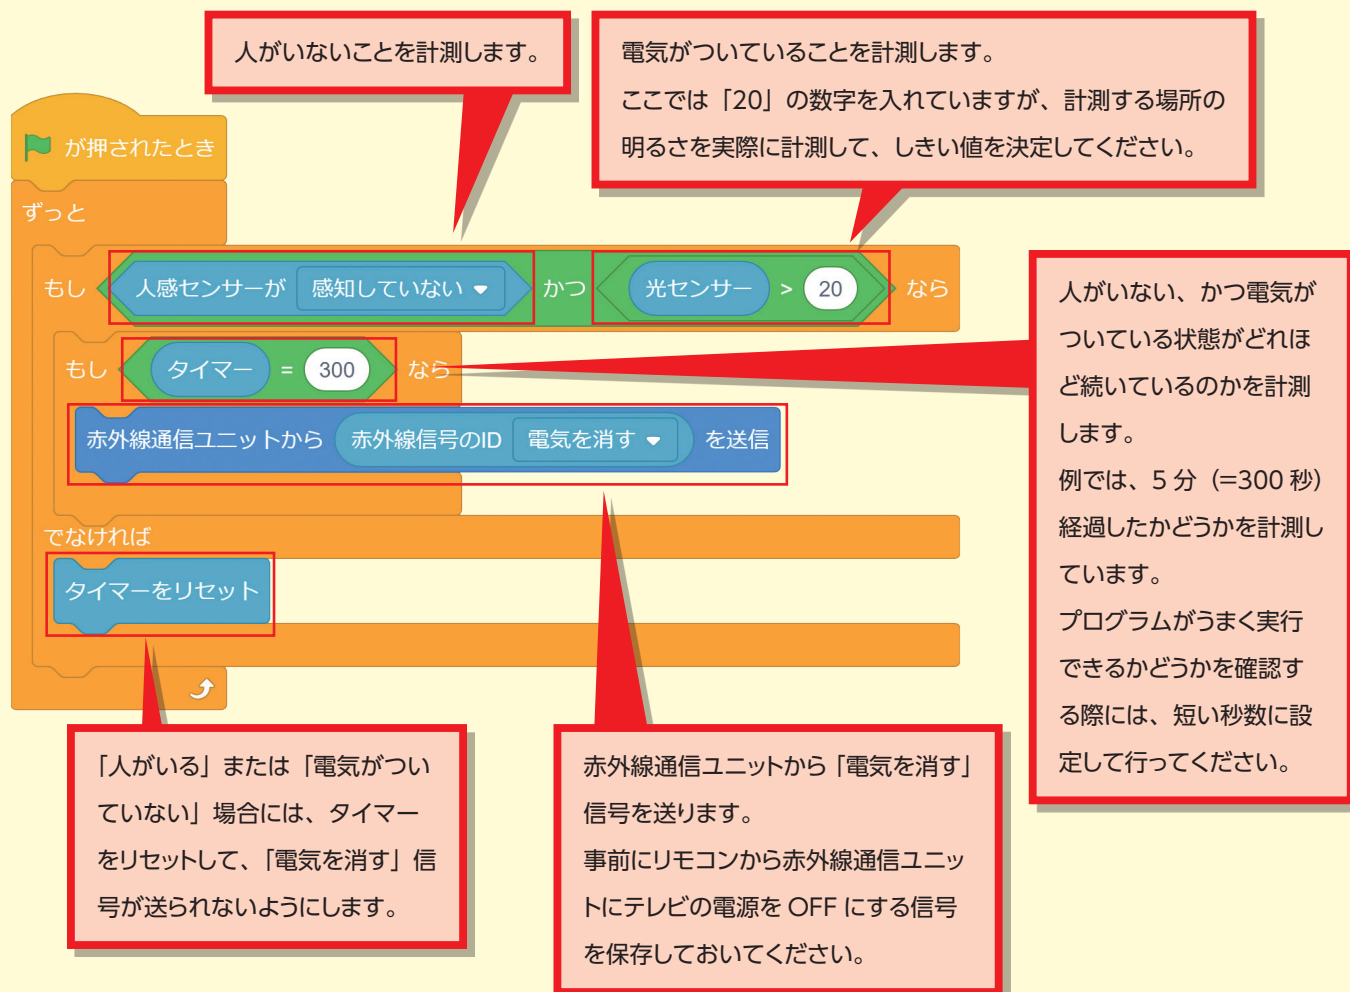 人がいないことを計測します。
電気がついていることを計測します。
ここでは「20」の数字を入れていますが、計測する場所の
明るさを実際に計測して、しきい値を決定してください。
が押されたとき
ずっと
もし 人感センサーが 感知していない かつ 光センサー > 20 なら
もし タイマー = 300 なら
赤外線通信ユニットから 赤外線信号のID 電気を消す を送信
でなければ
タイマーをリセット
人がいない、かつ電気が
ついている状態がどれほ
ど続いているのかを計測
します。
例では、5分（=300秒）
経過したかどうかを計測し
ています。
プログラムがうまく実行
できるかどうかを確認す
る際には、短い秒数に設
定して行ってください。
「人がいる」または「電気がつい
ていない」場合には、タイマー
をリセットして、「電気を消す」信
号が送られないようにします。
赤外線通信ユニットから「電気を消す」
信号を送ります。
事前にリモコンから赤外線通信ユニッ
トにテレビの電源を OFF にする信号
を保存しておいてください。